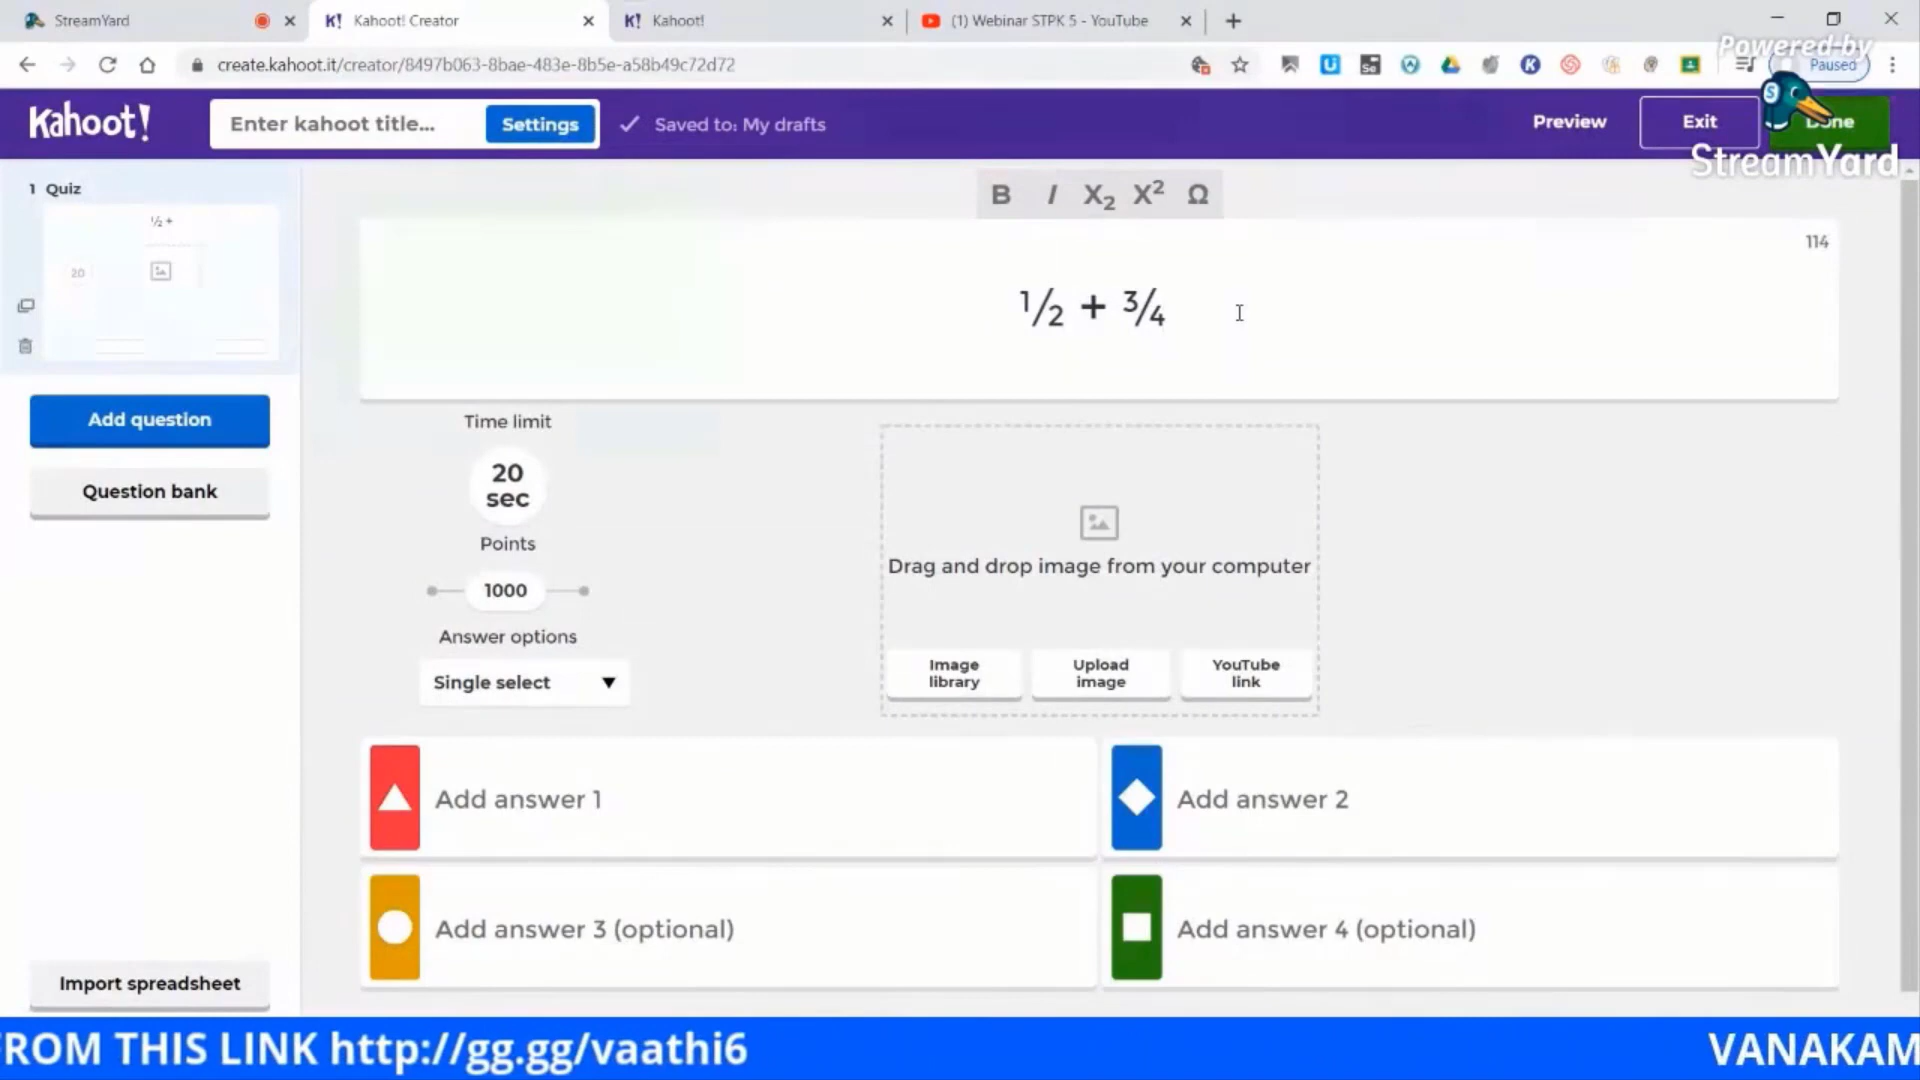 StreamYard
Kahoot! Creator
Kahoot!
(1) Webinar STPK 5 - YouTube
create.kahoot.it/creator/8497b063-8bae-483e-8b5e-a58b49c72d72
Powered by
Paused
Kahoot!
Enter kahoot title...
Settings
Saved to: My drafts
Preview
Exit
Done
StreamYard
1 Quiz
½ +
20
B I X₂ X² Ω
114
½ + ¾
Add question
Question bank
Time limit
20
sec
Points
1000
Answer options
Single select
Drag and drop image from your computer
Image
library
Upload
image
YouTube
link
Add answer 1
Add answer 2
Add answer 3 (optional)
Add answer 4 (optional)
Import spreadsheet
ROM THIS LINK http://gg.gg/vaathi6
VANAKAM